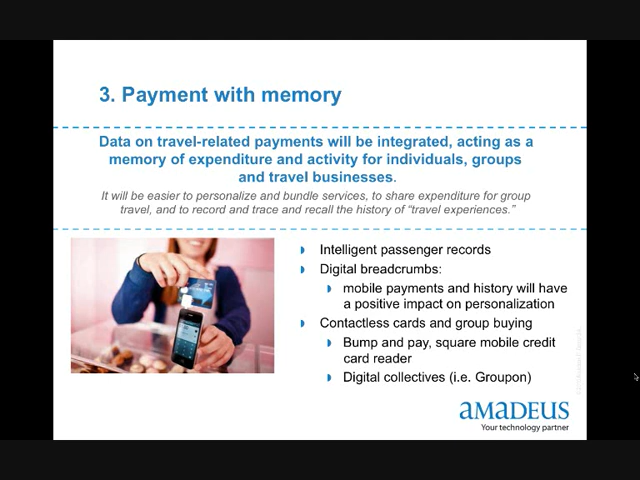 3. Payment with memory
Data on travel-related payments will be integrated, acting as a
memory of expenditure and activity for individuals, groups
and travel businesses.
It will be easier to personalize and bundle services, to share expenditure for group
travel, and to record and trace and recall the history of “travel experiences.”
Intelligent passenger records
Digital breadcrumbs:
mobile payments and history will have
a positive impact on personalization
Contactless cards and group buying
Bump and pay, square mobile credit
card reader
Digital collectives (i.e. Groupon)
amaDEUS
Your technology partner